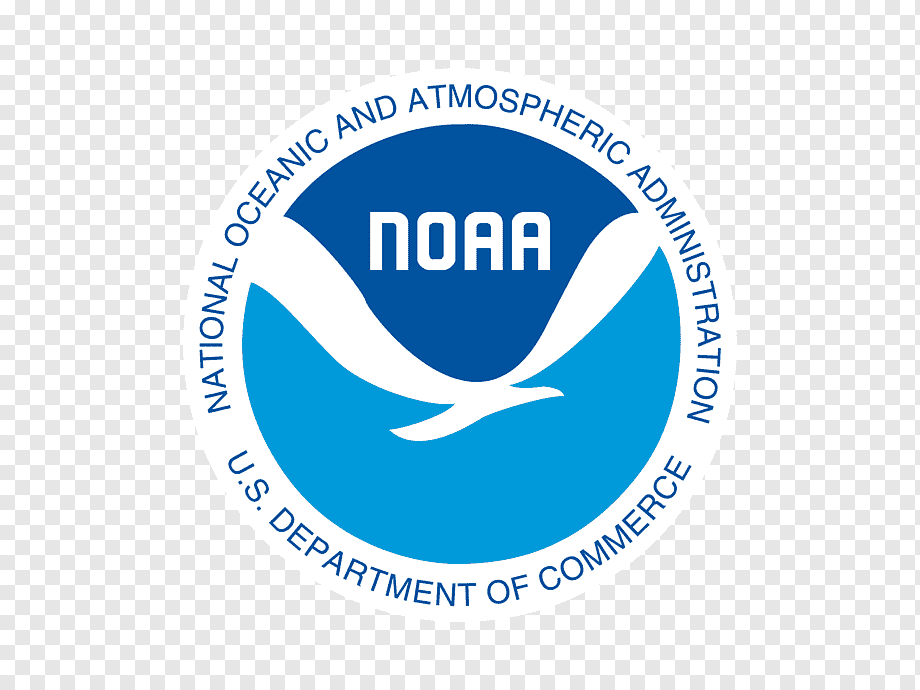 NATIONAL OCEANIC AND ATMOSPHERIC ADMINISTRATION
NOAA
U.S. DEPARTMENT OF COMMERCE